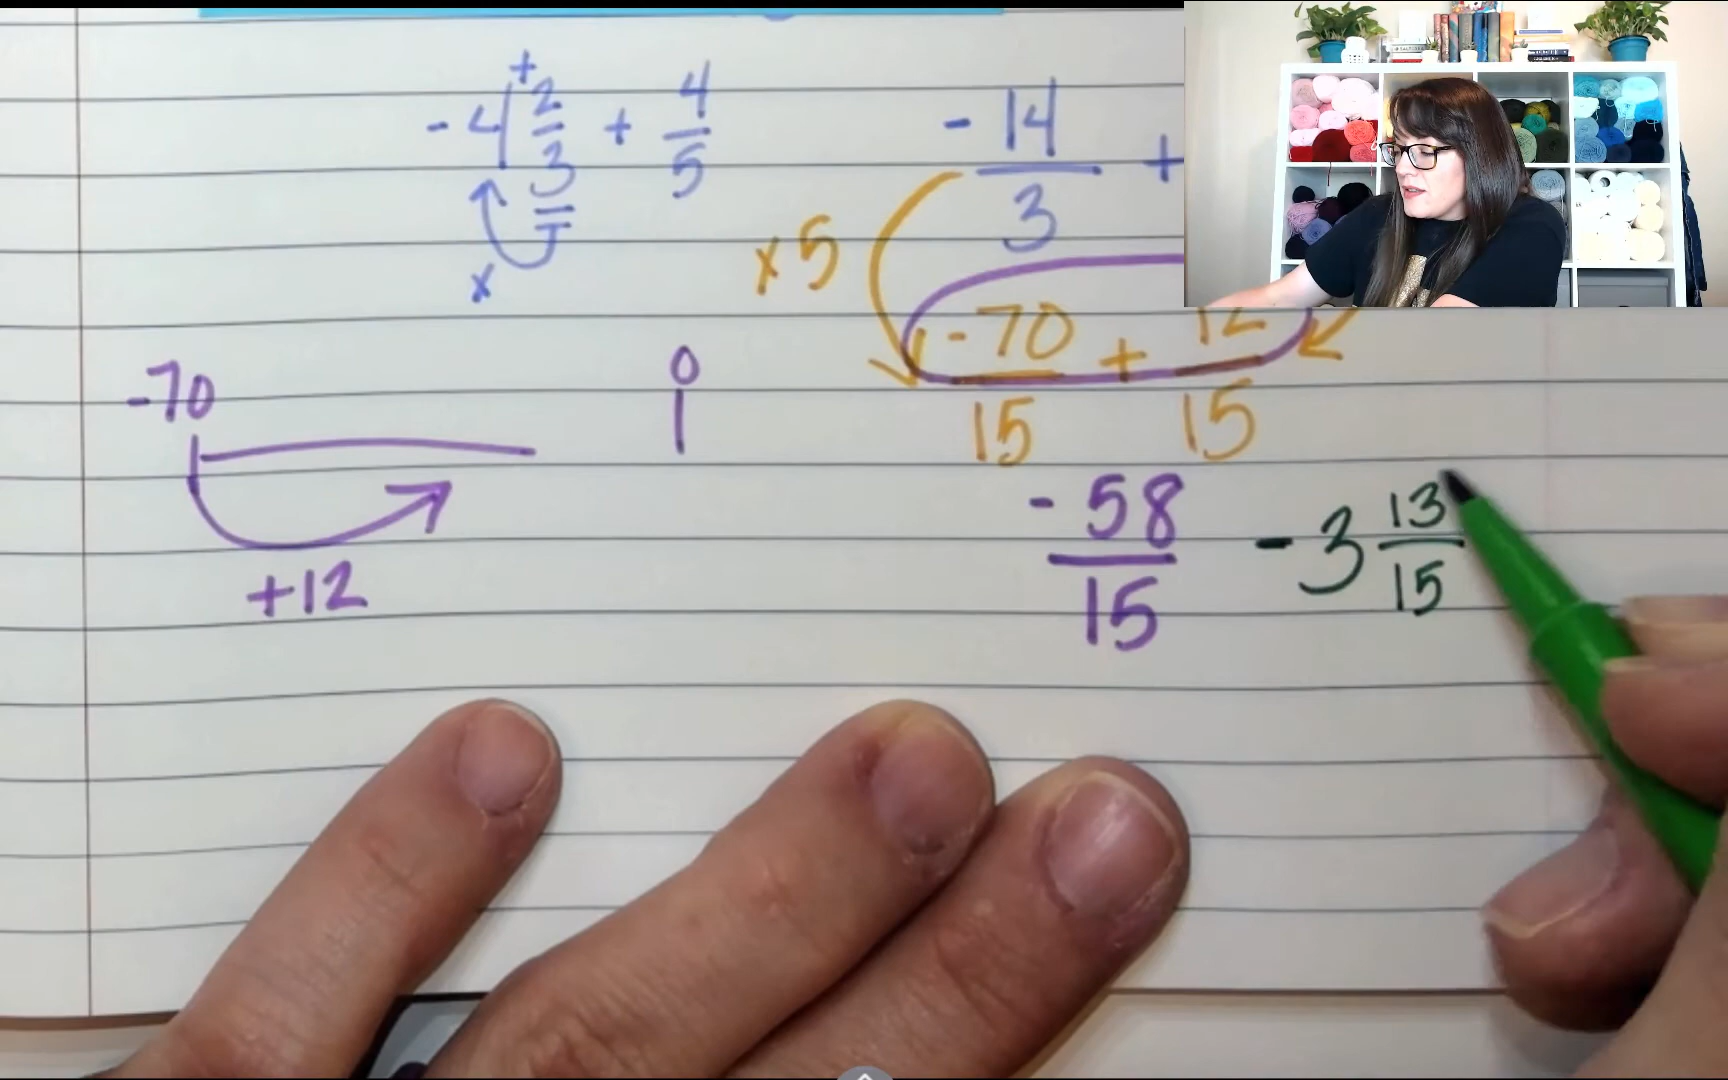 -4 2/3 + 4/5
+
x
-14/3 +
x5
-70/15 + 12/15
-70
0
+12
-58/15
-3 13/15